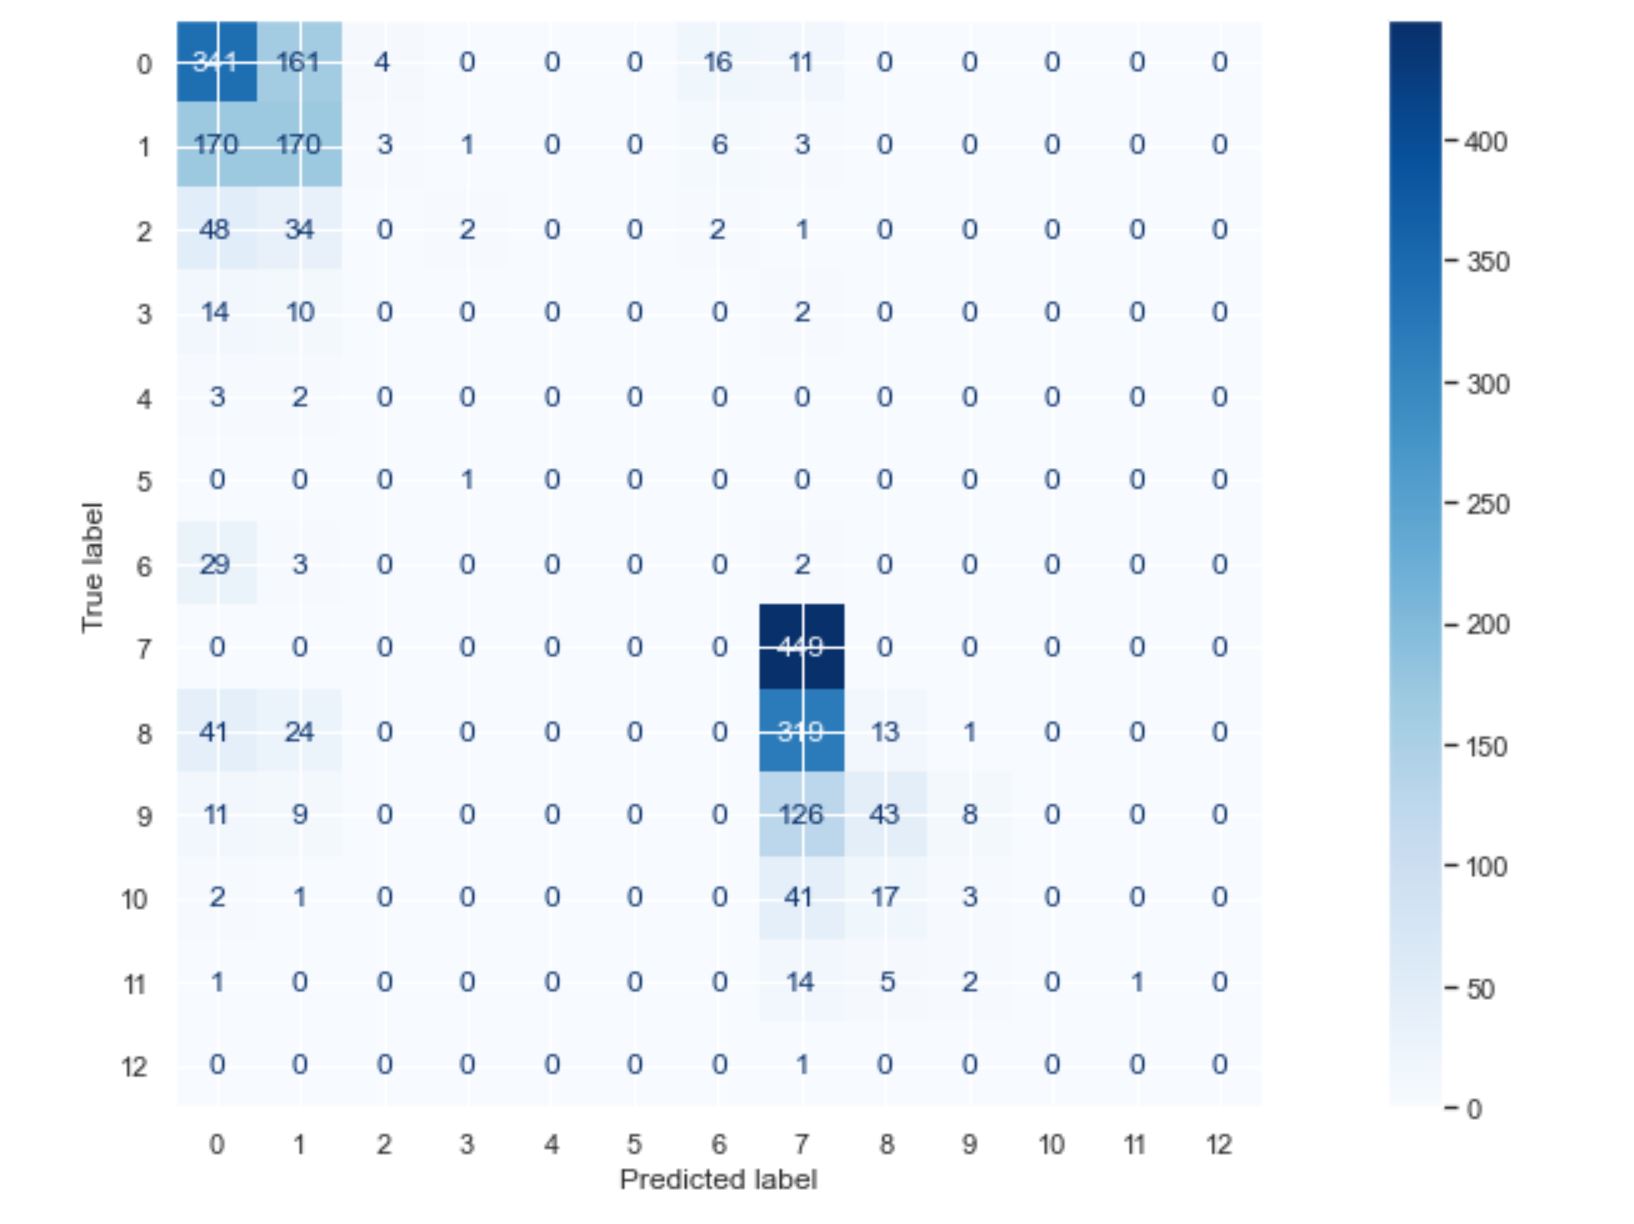 0 341 161 4 0 0 0 16 11 0 0 0 0 0
1 170 170 3 1 0 0 6 3 0 0 0 0 0
2 48 34 0 2 0 0 2 1 0 0 0 0 0
3 14 10 0 0 0 0 0 2 0 0 0 0 0
4 3 2 0 0 0 0 0 0 0 0 0 0 0
5 0 0 0 1 0 0 0 0 0 0 0 0 0
6 29 3 0 0 0 0 0 2 0 0 0 0 0
7 0 0 0 0 0 0 0 449 0 0 0 0 0
8 41 24 0 0 0 0 0 319 13 1 0 0 0
9 11 9 0 0 0 0 0 126 43 8 0 0 0
10 2 1 0 0 0 0 0 41 17 3 0 0 0
11 1 0 0 0 0 0 0 14 5 2 0 1 0
12 0 0 0 0 0 0 0 1 0 0 0 0 0
0 1 2 3 4 5 6 7 8 9 10 11 12
Predicted label
True label
400
350
300
250
200
150
100
50
0